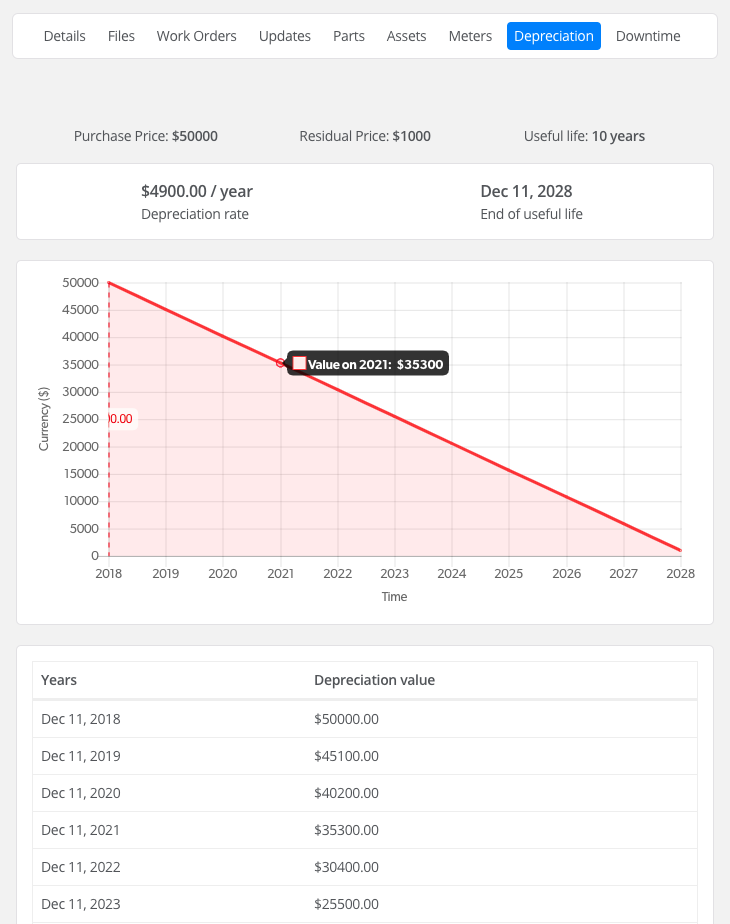 Details Files Work Orders Updates Parts Assets Meters Depreciation Downtime
Purchase Price: $50000 Residual Price: $1000 Useful life: 10 years
$4900.00 / year Dec 11, 2028
Depreciation rate End of useful life
50000
45000
40000
35000
Value on 2021: $35300
30000
25000
0.00
20000
15000
10000
5000
0
Currency ($)
2018 2019 2020 2021 2022 2023 2024 2025 2026 2027 2028
Time
Years Depreciation value
Dec 11, 2018 $50000.00
Dec 11, 2019 $45100.00
Dec 11, 2020 $40200.00
Dec 11, 2021 $35300.00
Dec 11, 2022 $30400.00
Dec 11, 2023 $25500.00